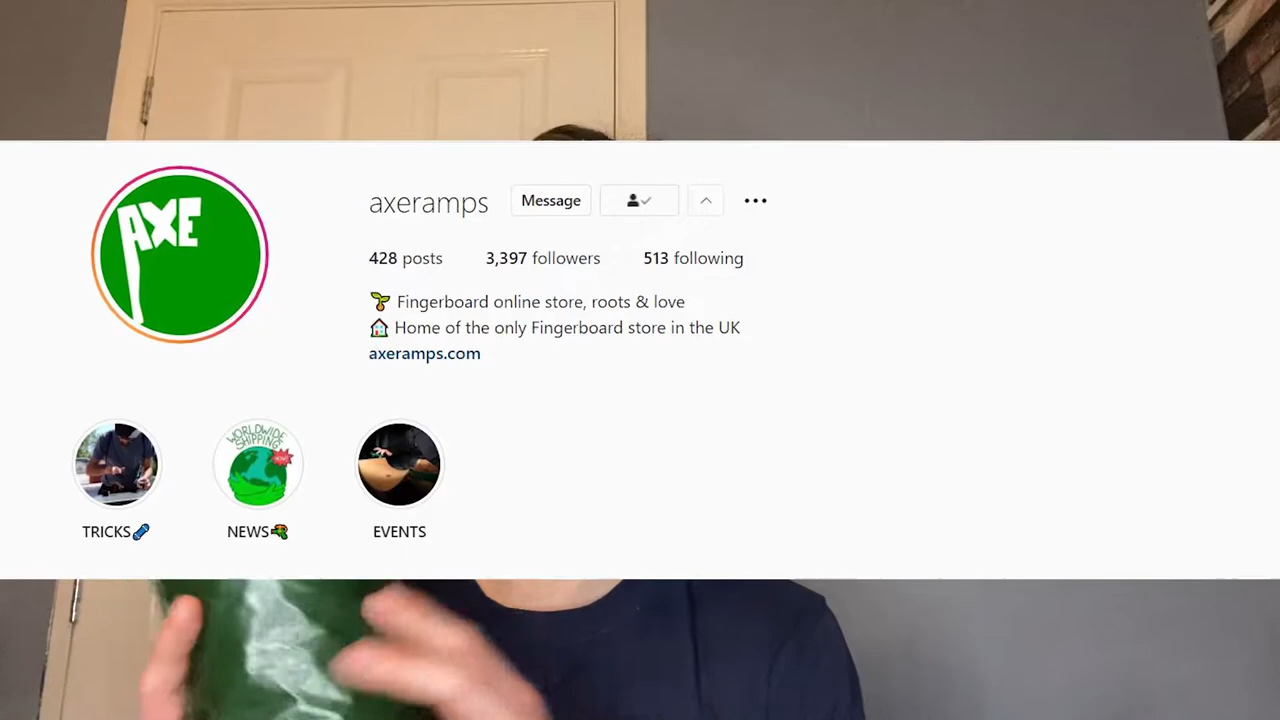 AXE
axeramps
Message
428 posts 3,397 followers 513 following
🌱 Fingerboard online store, roots & love
🏠 Home of the only Fingerboard store in the UK
axeramps.com
WORLDWIDE
SHIPPING
NOW!
TRICKS NEWS EVENTS